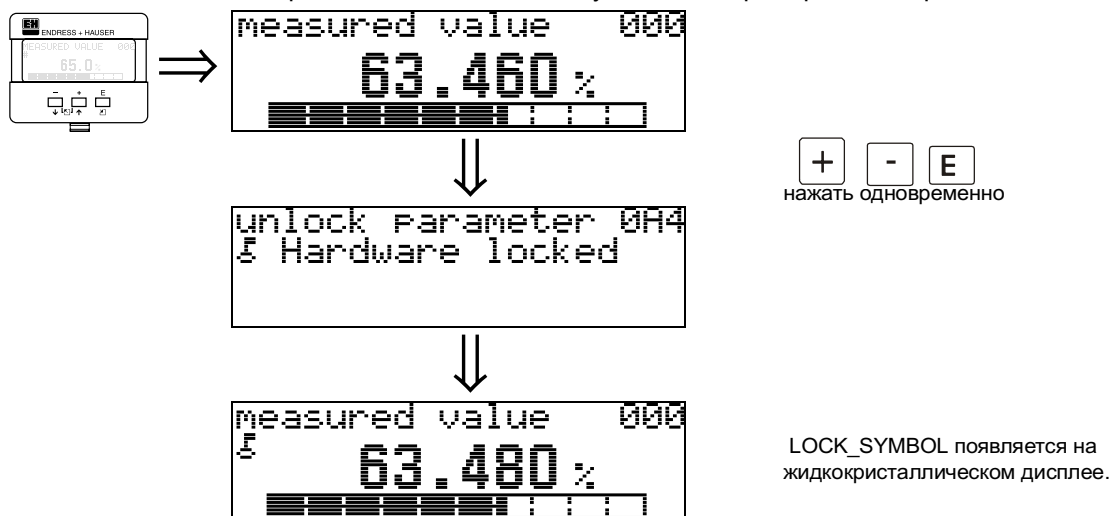 ENDRESS + HAUSER
MEASURED VALUE 000
65.0 %
- + E
measured value 000
63.460 %
+ - E
нажать одновременно
unlock parameter 0A4
Hardware locked
measured value 000
63.480 %
LOCK_SYMBOL появляется на
жидкокристаллическом дисплее.